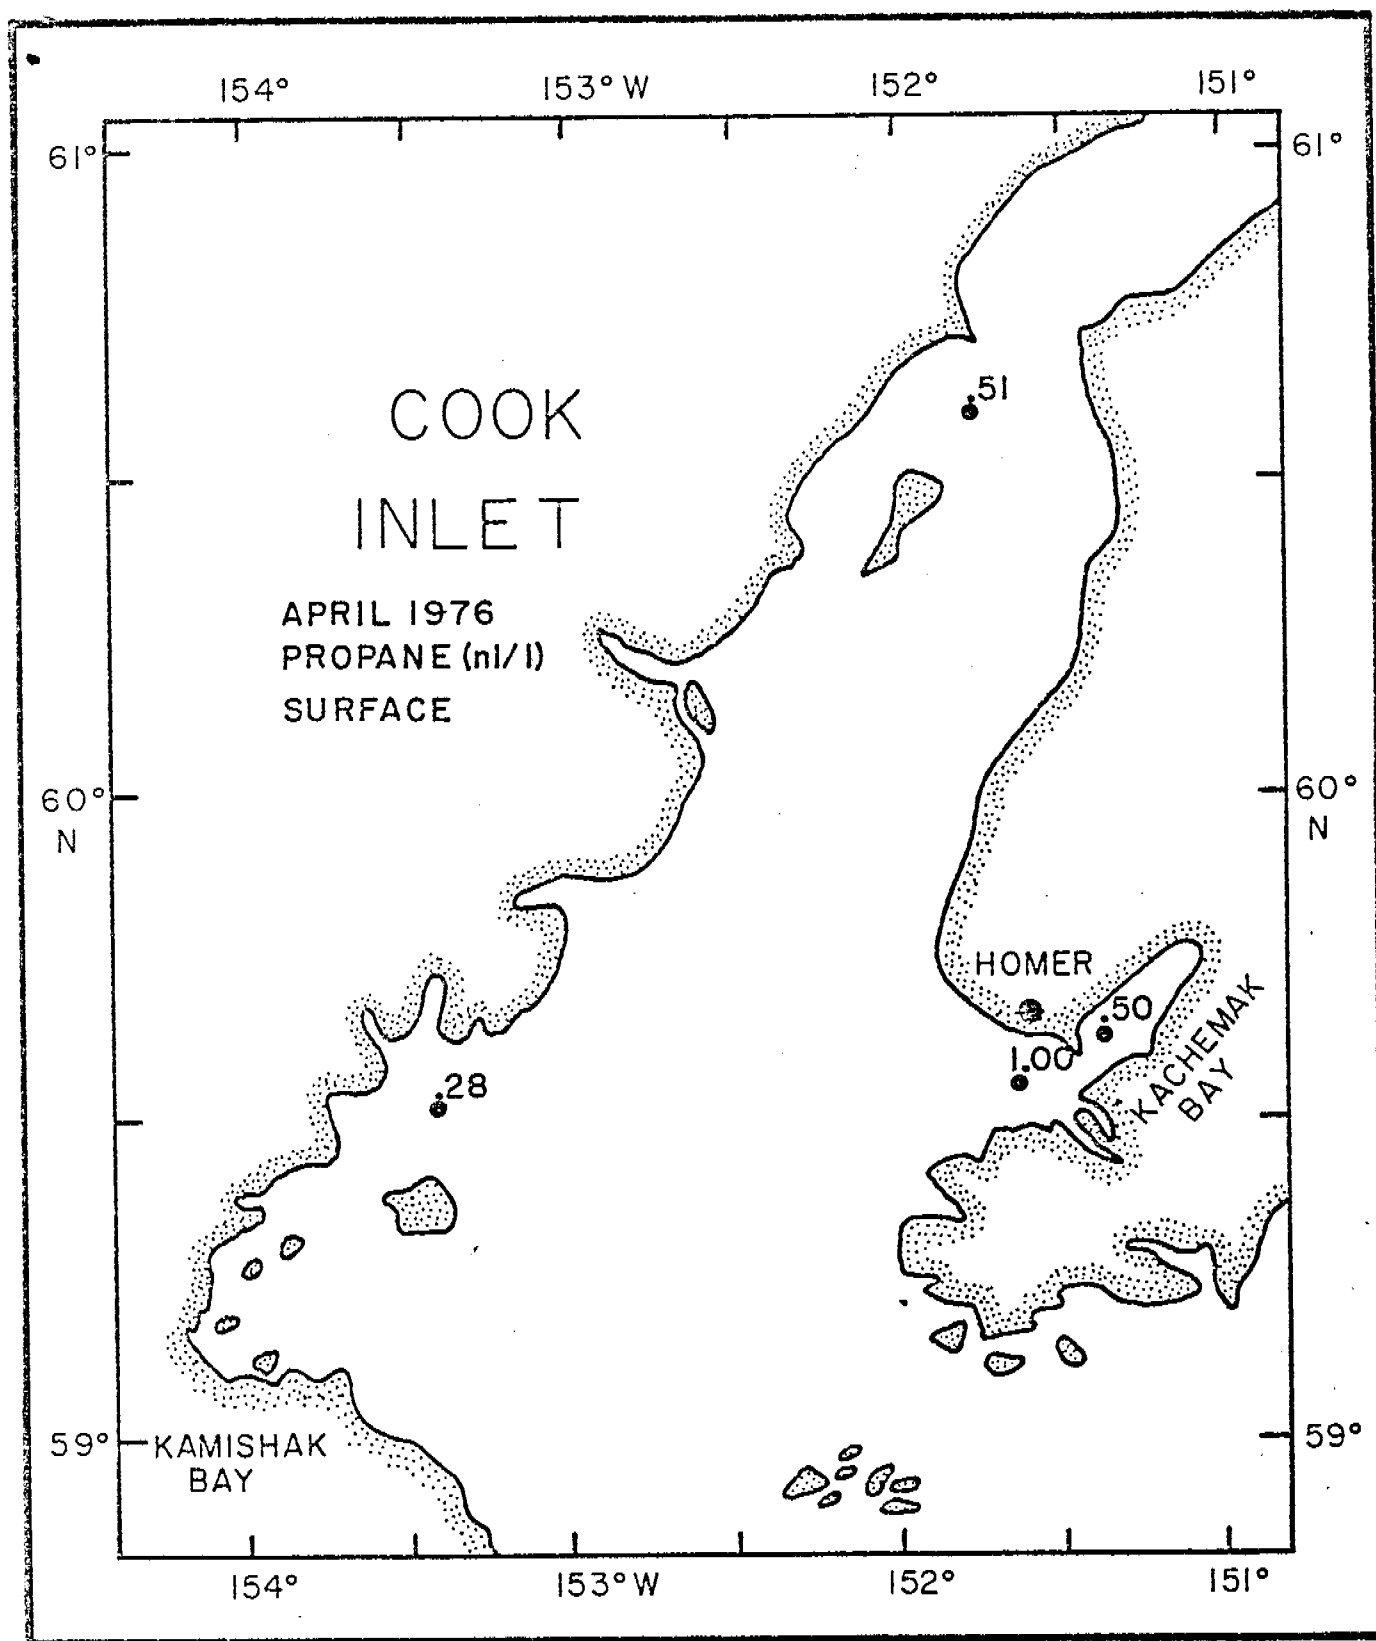 154° 153° W 152° 151°
61° 61°
.51
COOK
INLET
APRIL 1976
PROPANE (nl/l)
SURFACE
60° 60°
N N
HOMER
.50
1.00
KACHEMAK
BAY
.28
59° 59°
KAMISHAK
BAY
154° 153° W 152° 151°